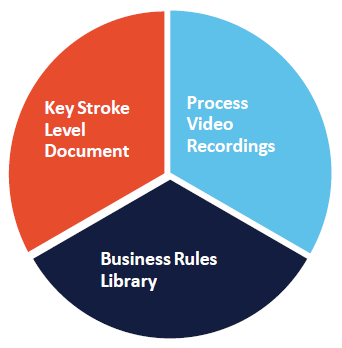 Key Stroke
Level
Document
Process
Video
Recordings
Business Rules
Library